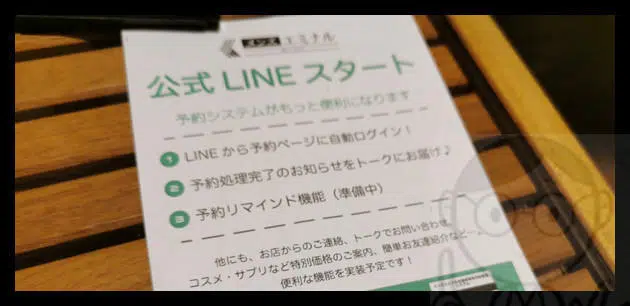 メンズ エミナル
公式 LINE スタート
予約システムがもっと便利になります
1 LINEから予約ページに自動ログイン！
2 予約処理完了のお知らせをトークにお届け♪
3 予約リマインド機能（準備中）
他にも、お店からのご連絡、トークでお問い合わせ、
コスメ・サプリなど特別価格のご案内、簡単お友達紹介など
便利な機能を実装予定です！